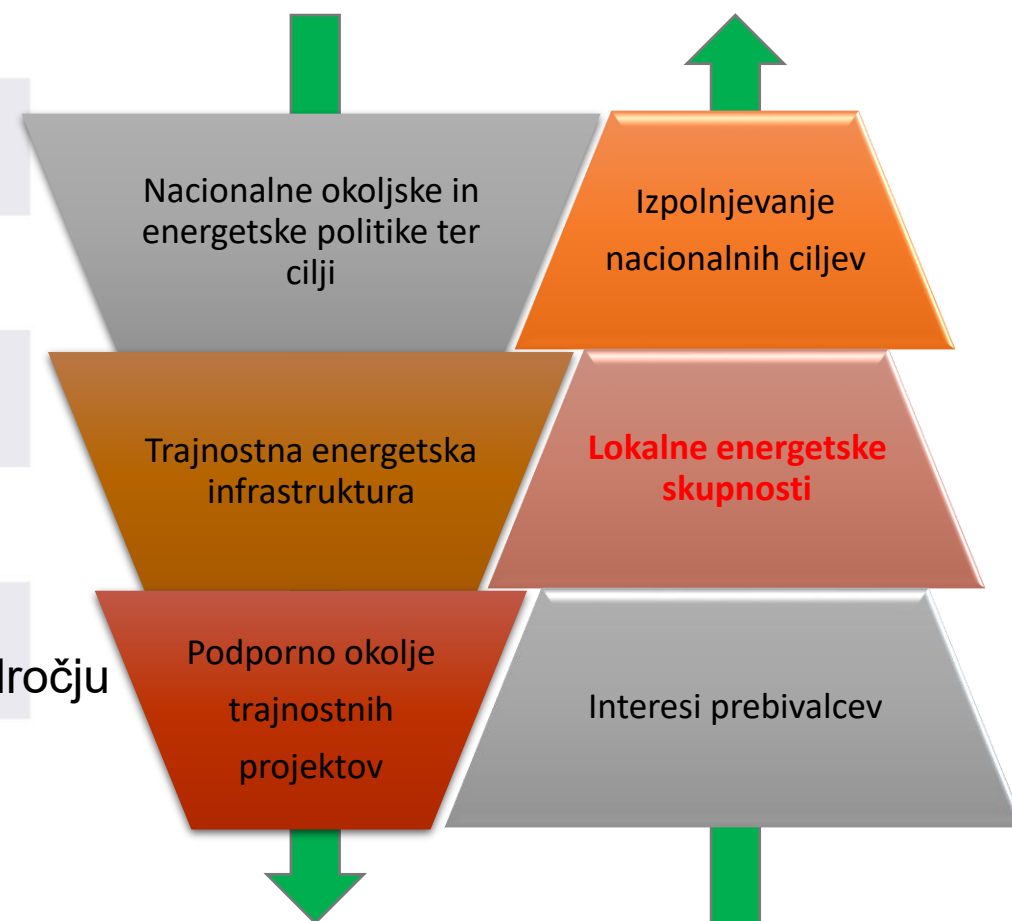 Nacionalne okoljske in
energetske politike ter
cilji
Izpolnjevanje
nacionalnih ciljev
Trajnostna energetska
infrastruktura
Lokalne energetske
skupnosti
Podporno okolje
trajnostnih
projektov
Interesi prebivalcev